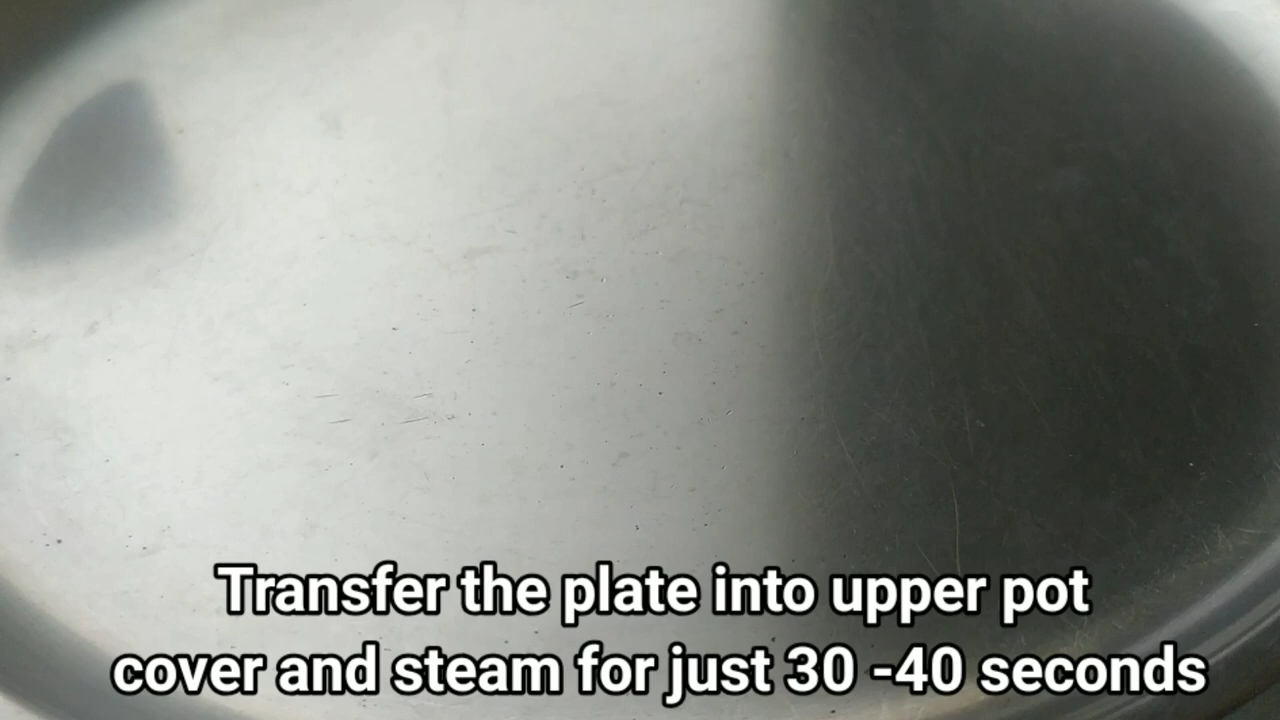 Transfer the plate into upper pot
cover and steam for just 30 -40 seconds